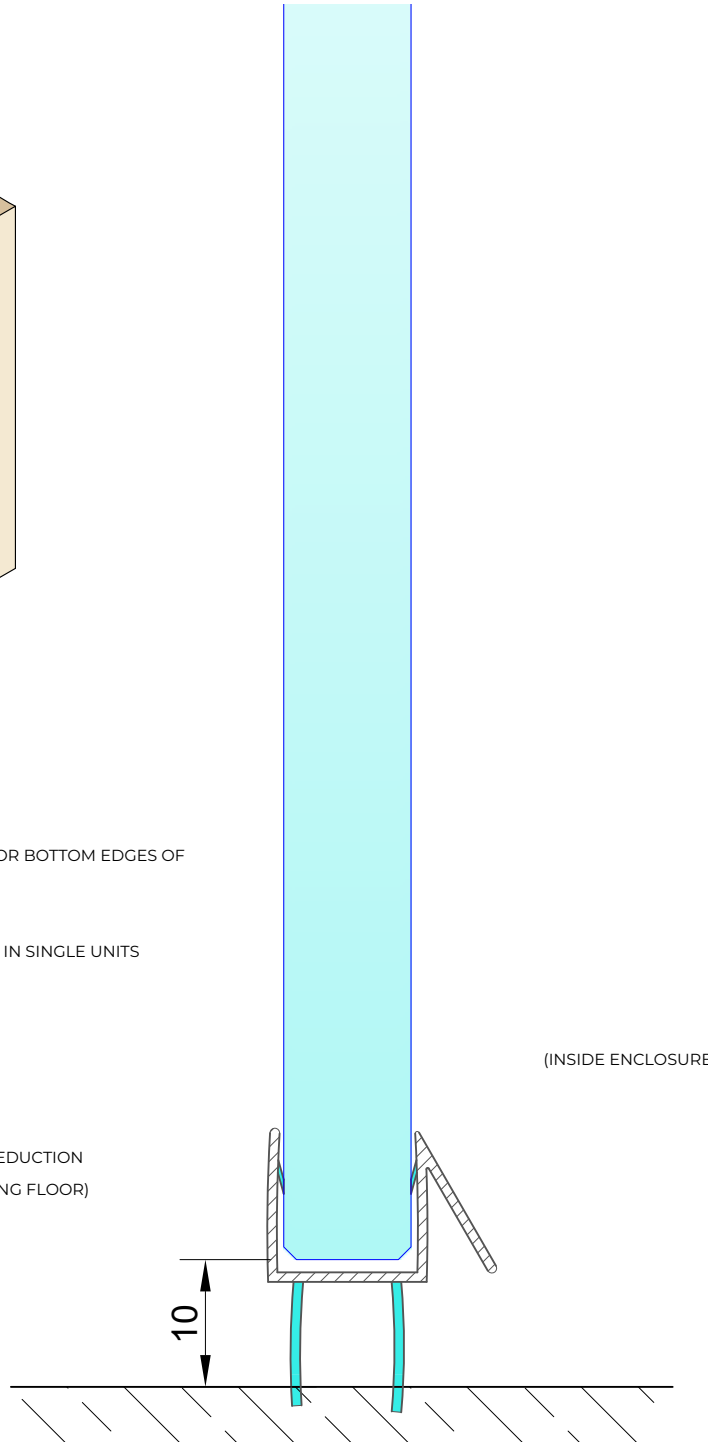 OR BOTTOM EDGES OF
IN SINGLE UNITS
(INSIDE ENCLOSURE
EDUCTION
NG FLOOR)
10